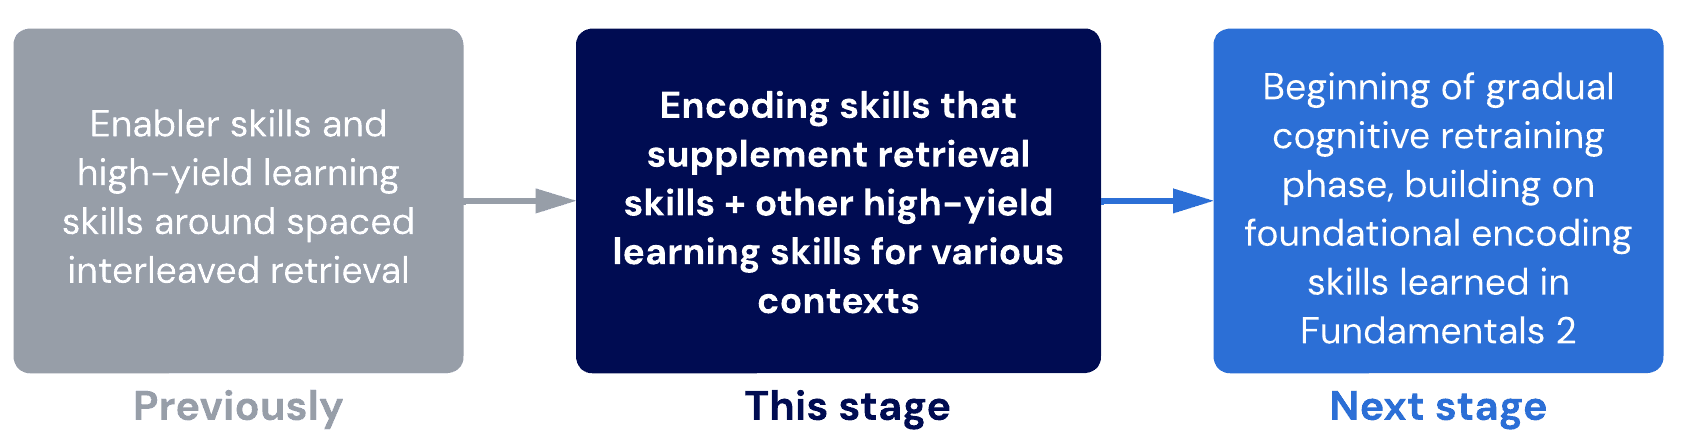 Enabler skills and
high-yield learning
skills around spaced
interleaved retrieval
Previously
Encoding skills that
supplement retrieval
skills + other high-yield
learning skills for various
contexts
This stage
Beginning of gradual
cognitive retraining
phase, building on
foundational encoding
skills learned in
Fundamentals 2
Next stage